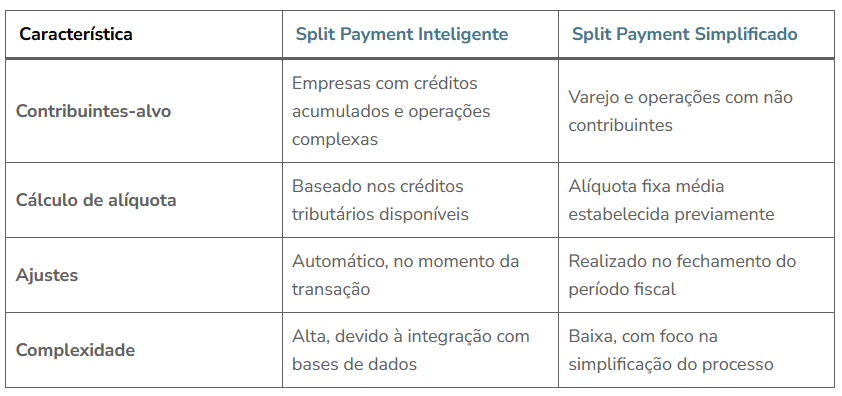 Característica
Split Payment Inteligente
Split Payment Simplificado
Contribuintes-alvo
Empresas com créditos
acumulados e operações
complexas
Varejo e operações com não
contribuintes
Cálculo de alíquota
Baseado nos créditos
tributários disponíveis
Alíquota fixa média
estabelecida previamente
Ajustes
Automático, no momento da
transação
Realizado no fechamento do
período fiscal
Complexidade
Alta, devido à integração com
bases de dados
Baixa, com foco na
simplificação do processo